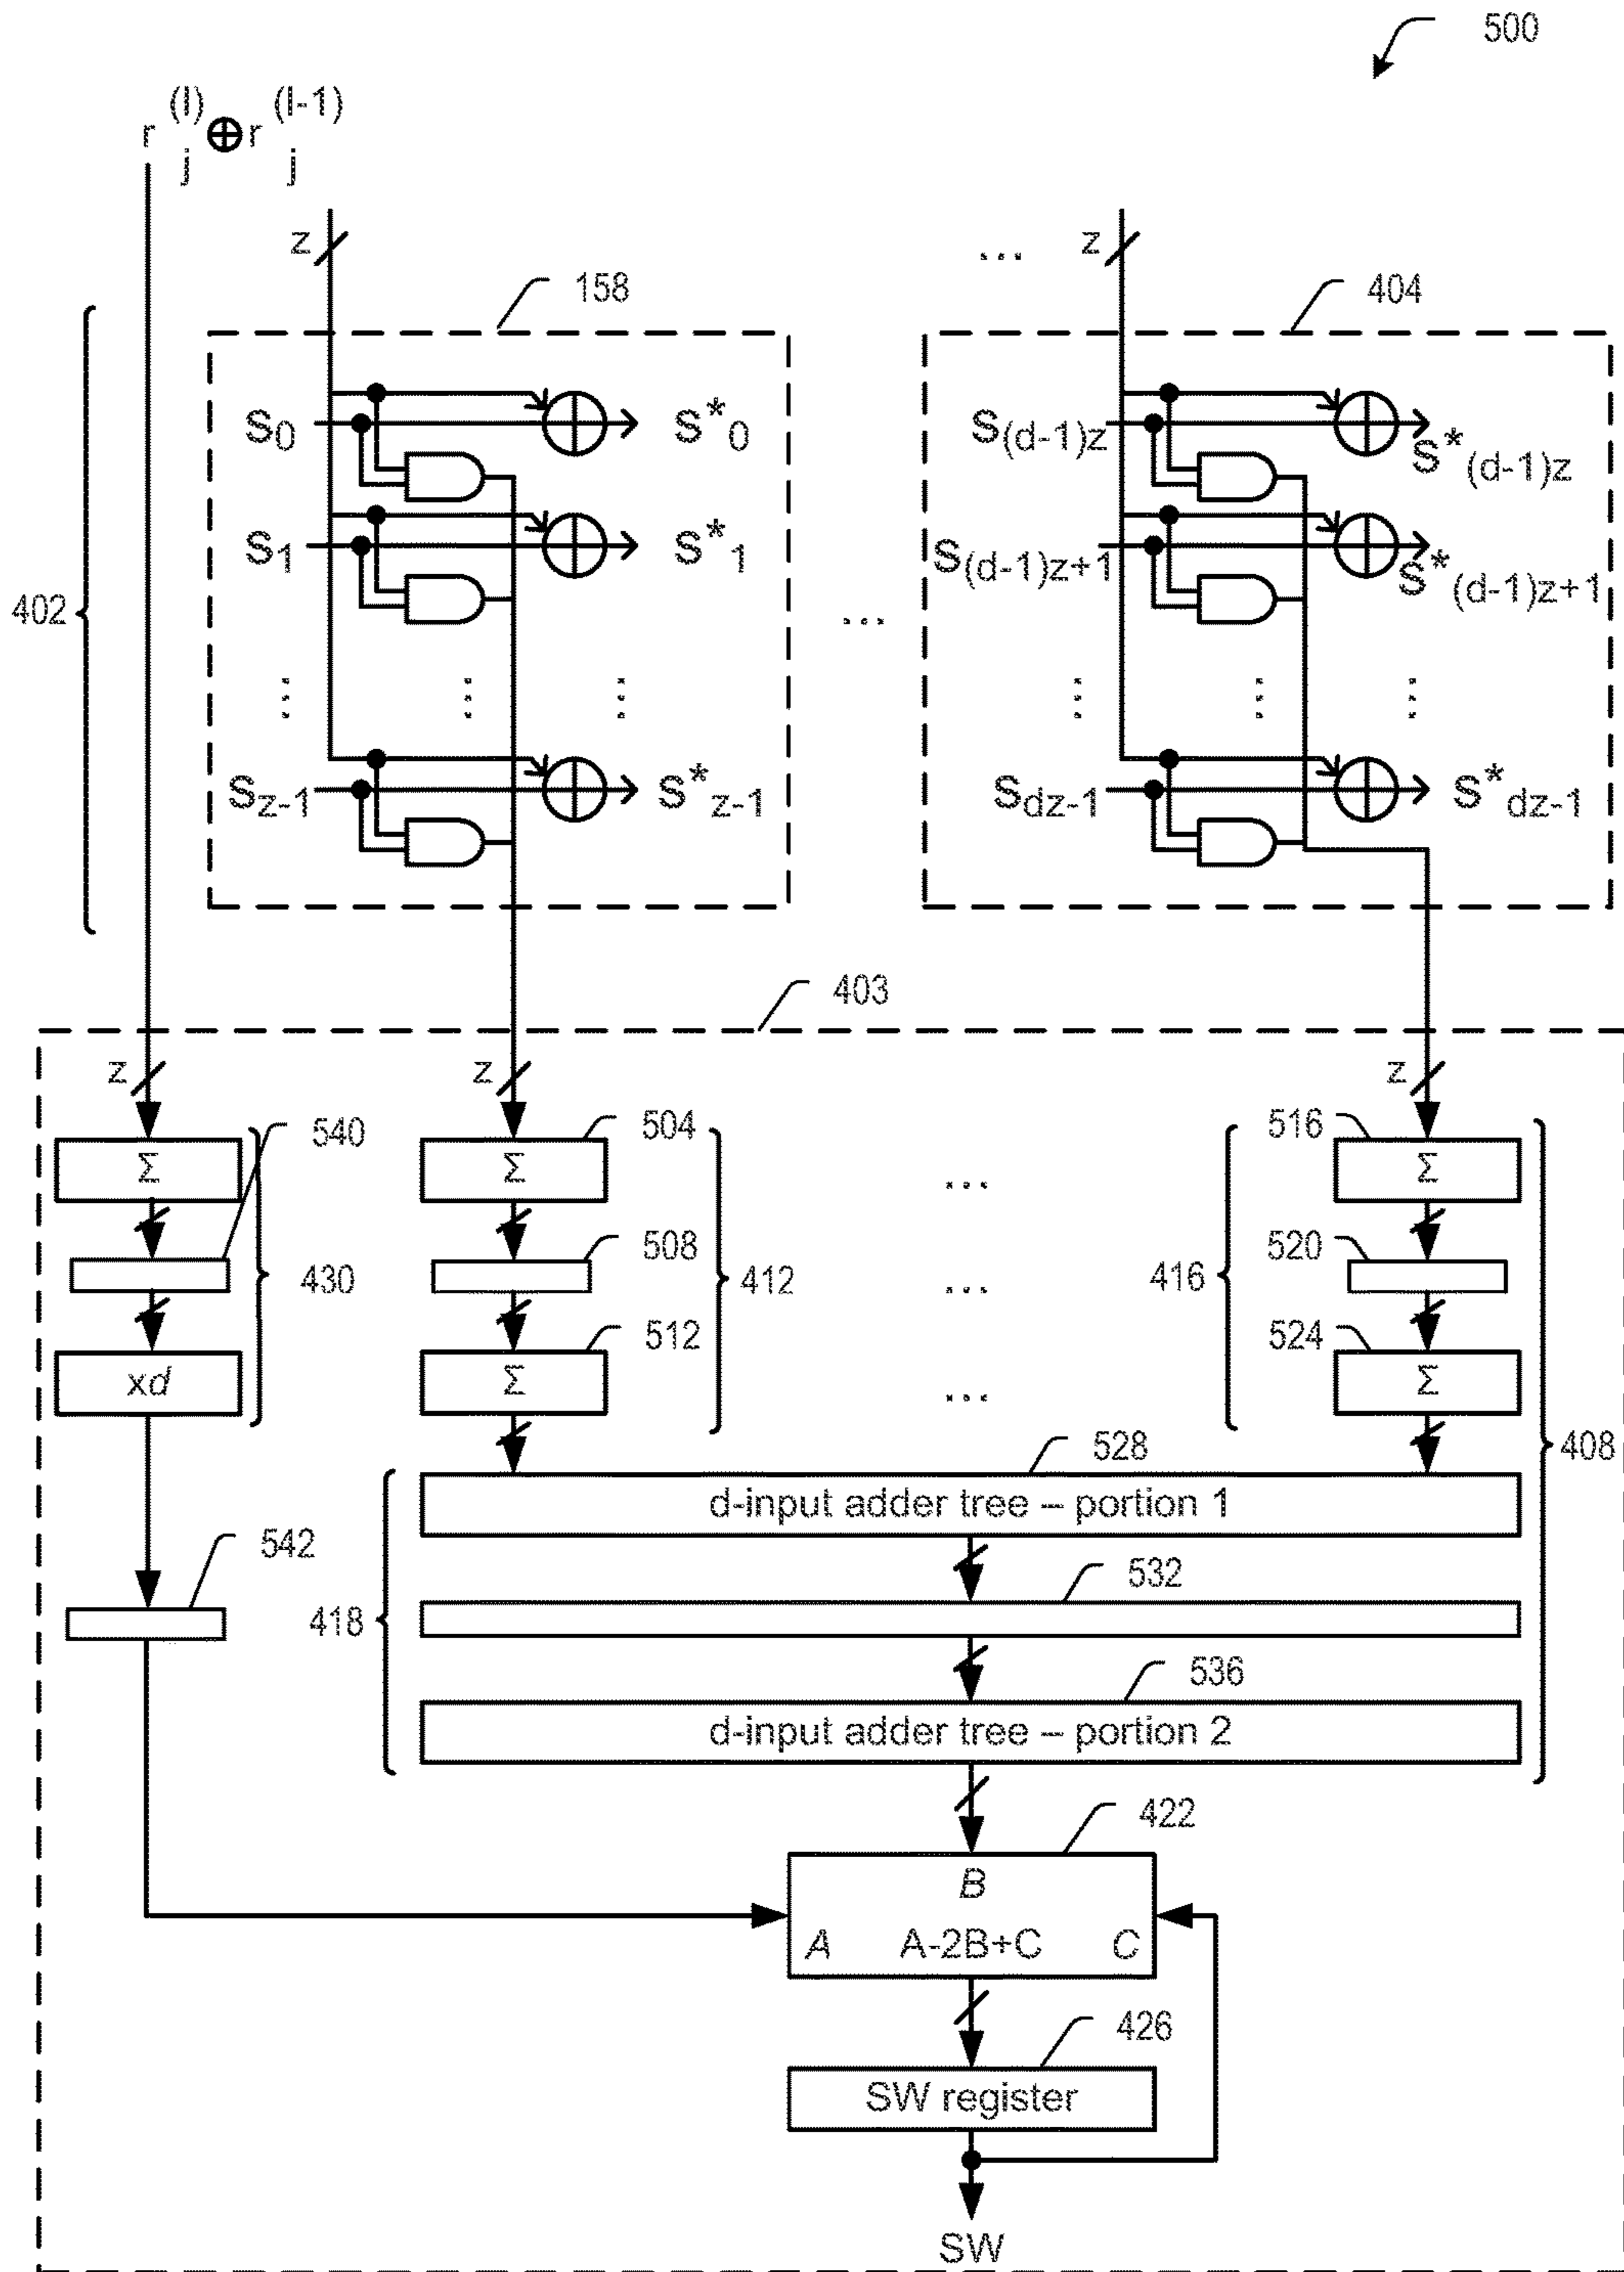 500
r (l) j ⊕ r (l-1) j
z ... z
158 404
s0 s*0 s(d-1)z s*(d-1)z
s1 s*1 s(d-1)z+1 s*(d-1)z+1
402 ...
⋮ ⋮ ⋮ ⋮ ⋮ ⋮
sz-1 s*z-1 sdz-1 s*dz-1
403
z z z
540 504 516
Σ Σ ... Σ
508 520
430 412 ... 416
512 524
xd Σ ... Σ
528 408
d-input adder tree – portion 1
542 532
418
536
d-input adder tree – portion 2
422
B
A A-2B+C C
426
SW register
SW